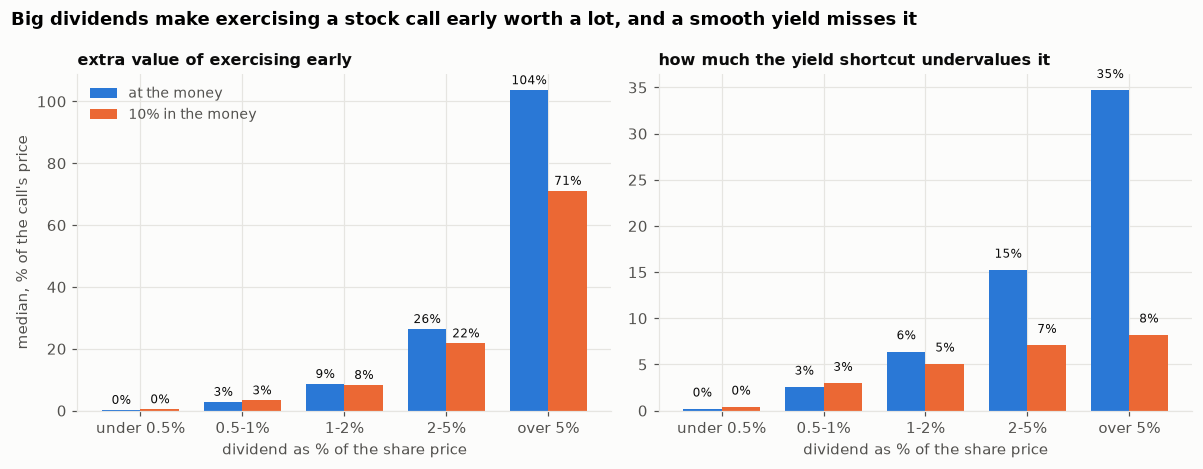 Big dividends make exercising a stock call early worth a lot, and a smooth yield misses it
extra value of exercising early
at the money
10% in the money
median, % of the call's price
100
80
60
40
20
0
0% 0% 3% 3% 9% 8% 26% 22% 104% 71%
under 0.5% 0.5-1% 1-2% 2-5% over 5%
dividend as % of the share price
how much the yield shortcut undervalues it
35
30
25
20
15
10
5
0
0% 0% 3% 3% 6% 5% 15% 7% 35% 8%
under 0.5% 0.5-1% 1-2% 2-5% over 5%
dividend as % of the share price